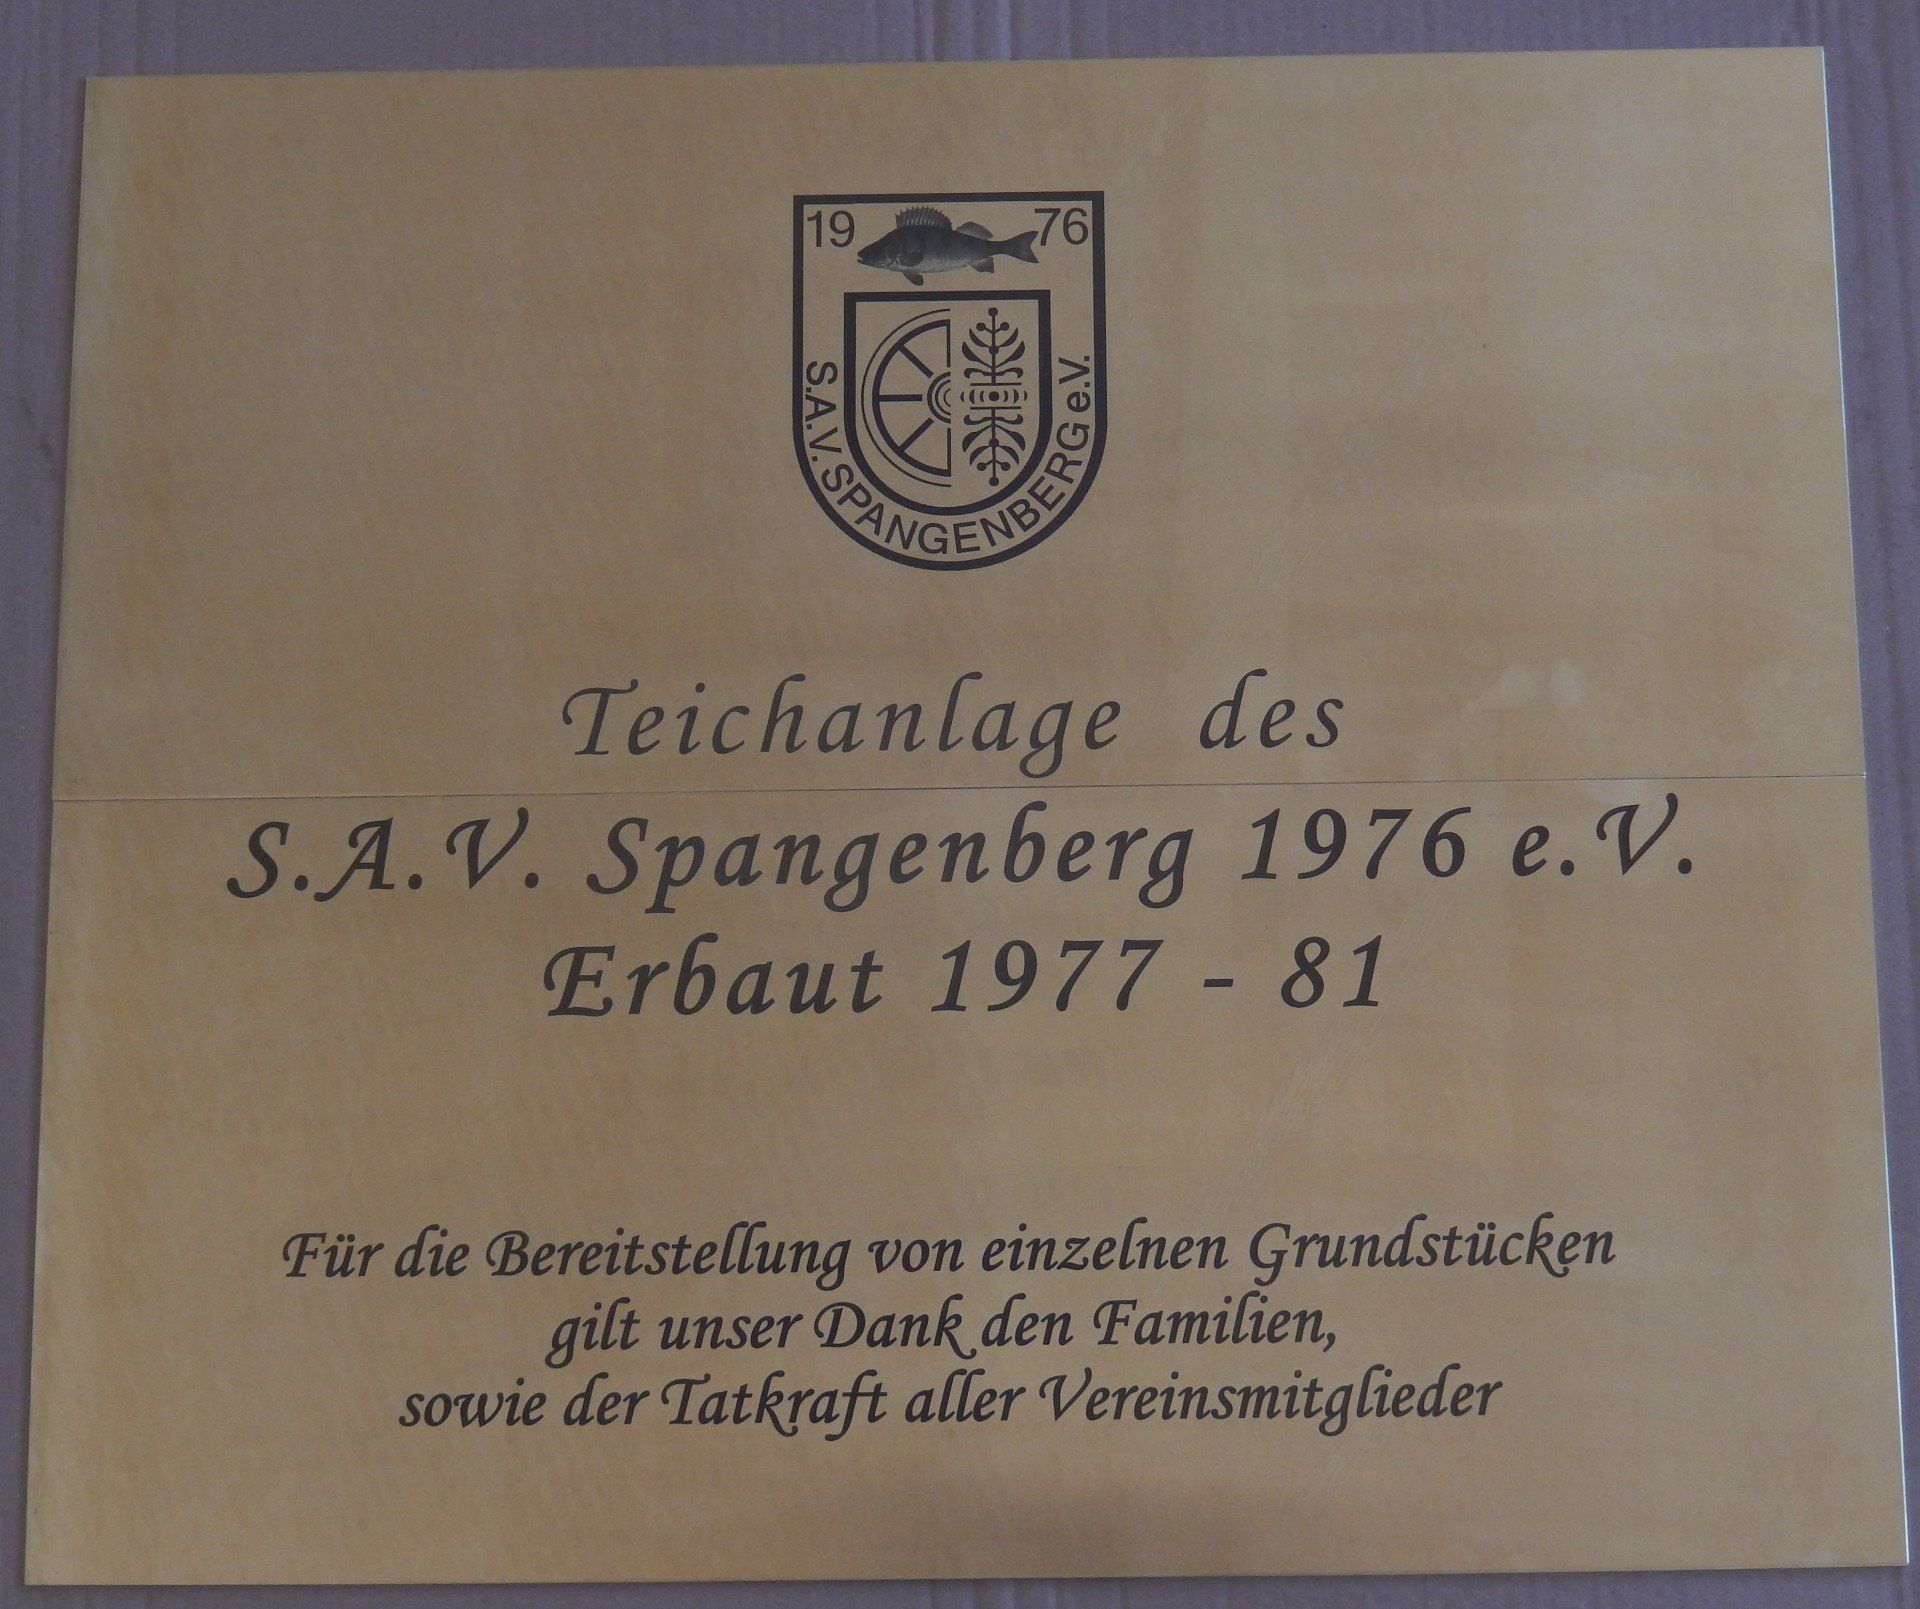 19 76
S.A.V. SPANGENBERG e.V.
Teichanlage des
S.A.V. Spangenberg 1976 e.V.
Erbaut 1977 - 81
Für die Bereitstellung von einzelnen Grundstücken
gilt unser Dank den Familien,
sowie der Tatkraft aller Vereinsmitglieder